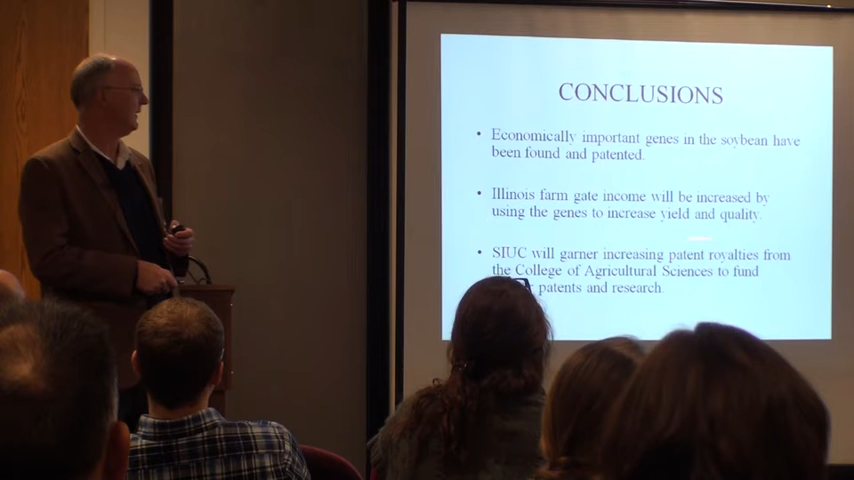 CONCLUSIONS
• Economically important genes in the soybean have
been found and patented.
• Illinois farm gate income will be increased by
using the genes to increase yield and quality.
• SIUC will garner increasing patent royalties from
the College of Agricultural Sciences to fund
patents and research.